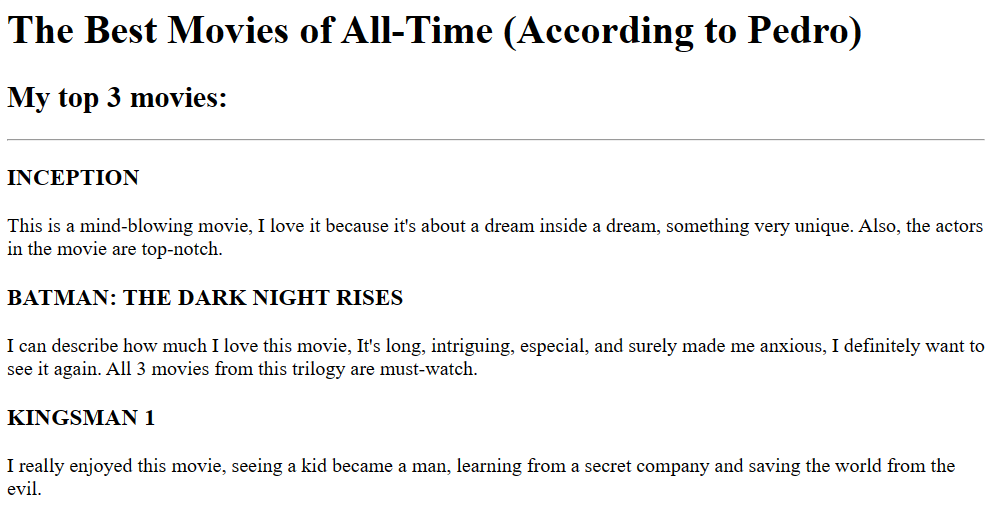 The Best Movies of All-Time (According to Pedro)
My top 3 movies:
INCEPTION
This is a mind-blowing movie, I love it because it's about a dream inside a dream, something very unique. Also, the actors
in the movie are top-notch.
BATMAN: THE DARK NIGHT RISES
I can describe how much I love this movie, It's long, intriguing, especial, and surely made me anxious, I definitely want to
see it again. All 3 movies from this trilogy are must-watch.
KINGSMAN 1
I really enjoyed this movie, seeing a kid became a man, learning from a secret company and saving the world from the
evil.